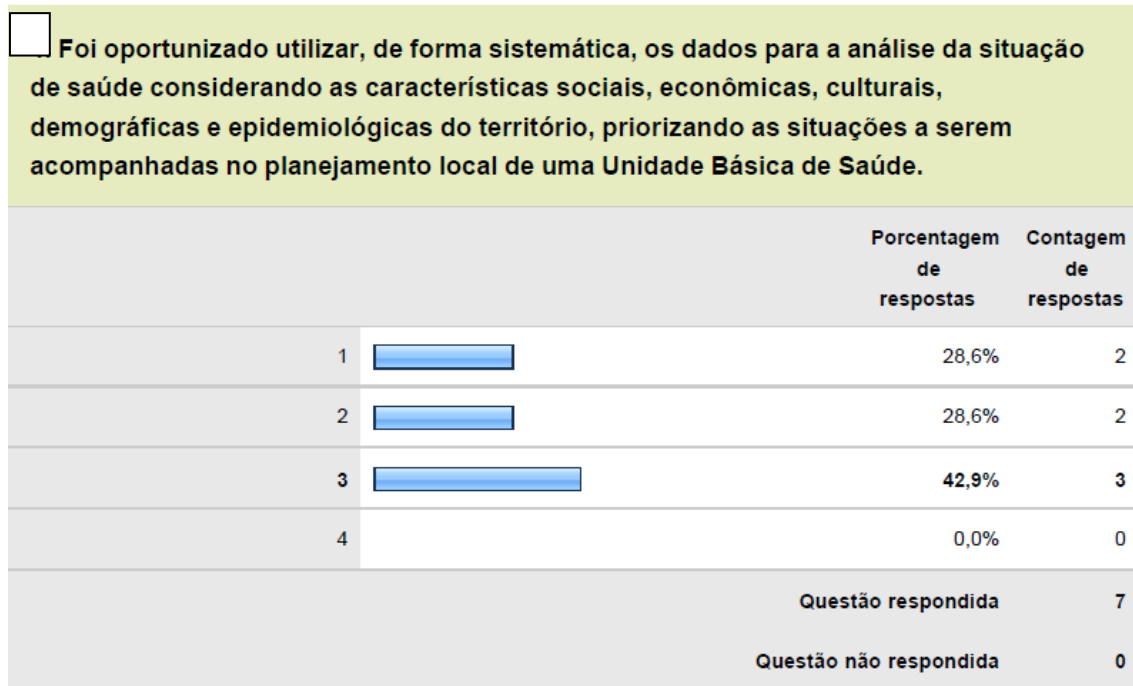 Foi oportunizado utilizar, de forma sistemática, os dados para a análise da situação
de saúde considerando as características sociais, econômicas, culturais,
demográficas e epidemiológicas do território, priorizando as situações a serem
acompanhadas no planejamento local de uma Unidade Básica de Saúde.
Porcentagem de respostas Contagem de respostas
1 28,6% 2
2 28,6% 2
3 42,9% 3
4 0,0% 0
Questão respondida 7
Questão não respondida 0